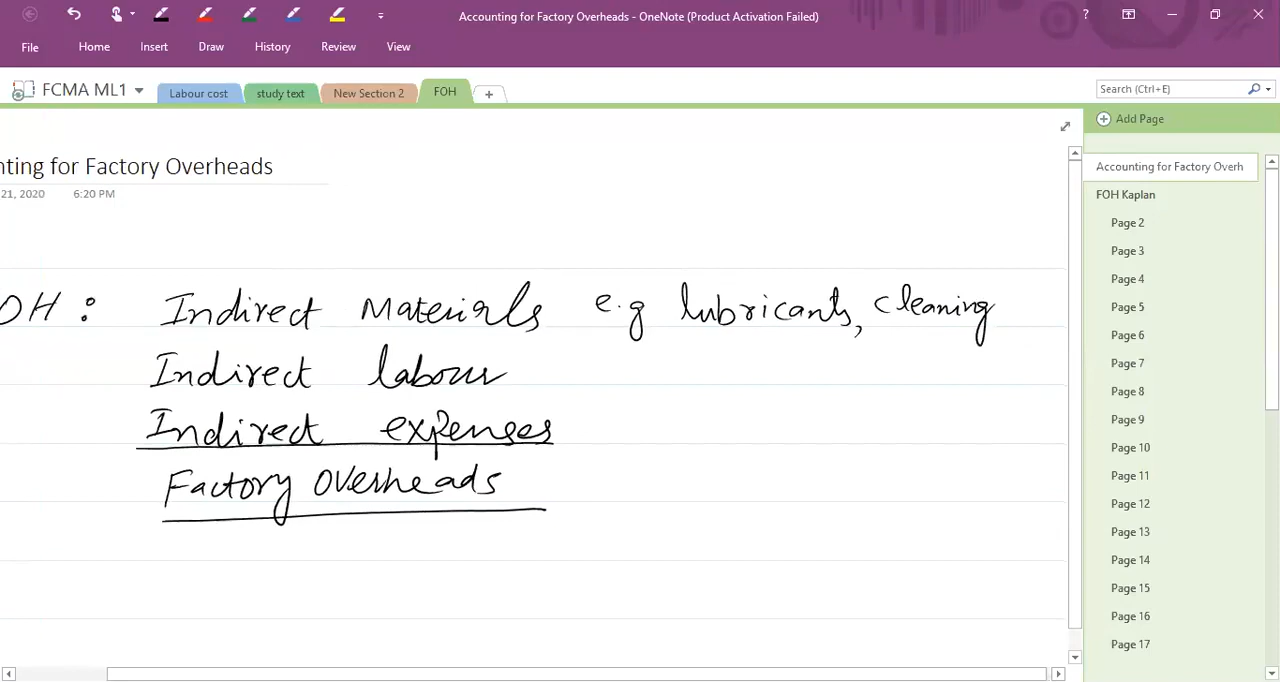 Accounting for Factory Overheads - OneNote (Product Activation Failed)
?
File Home Insert Draw History Review View
FCMA ML1 Labour cost study text New Section 2 FOH +
Search (Ctrl+E)
Add Page
nting for Factory Overheads
21, 2020 6:20 PM
OH : Indirect Materials e.g lubricants, cleaning
Indirect labour
Indirect expenses
Factory Overheads
Accounting for Factory Overh
FOH Kaplan
Page 2
Page 3
Page 4
Page 5
Page 6
Page 7
Page 8
Page 9
Page 10
Page 11
Page 12
Page 13
Page 14
Page 15
Page 16
Page 17